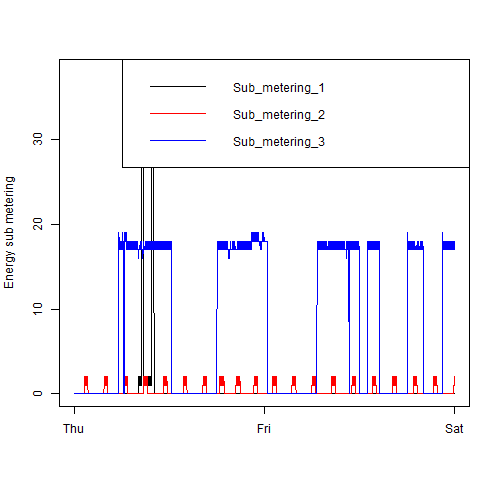 Sub_metering_1
Sub_metering_2
Sub_metering_3
Energy sub metering
30
20
10
0
Thu
Fri
Sat